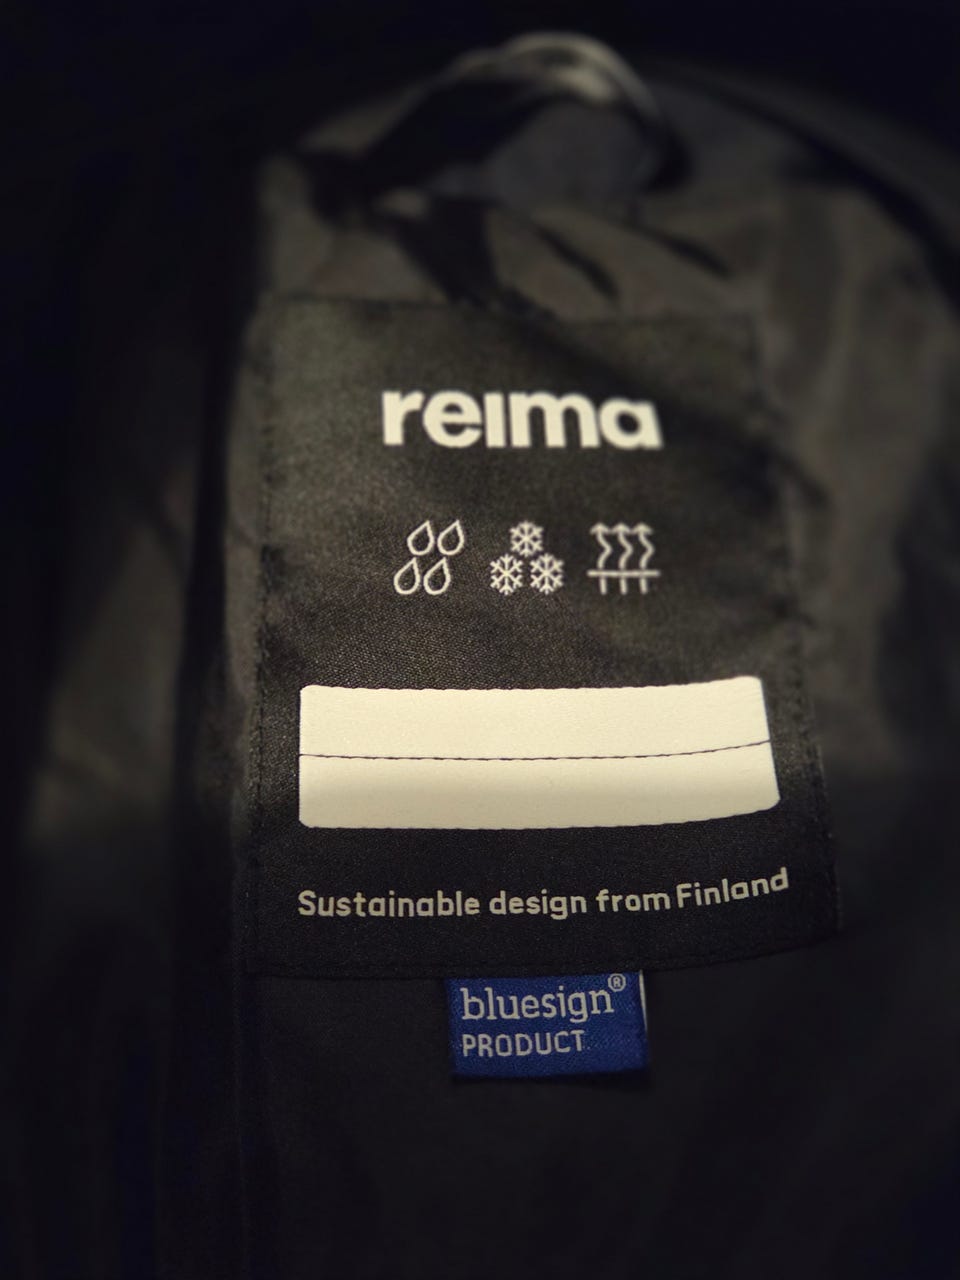 reima
Sustainable design from Finland
bluesign®
PRODUCT